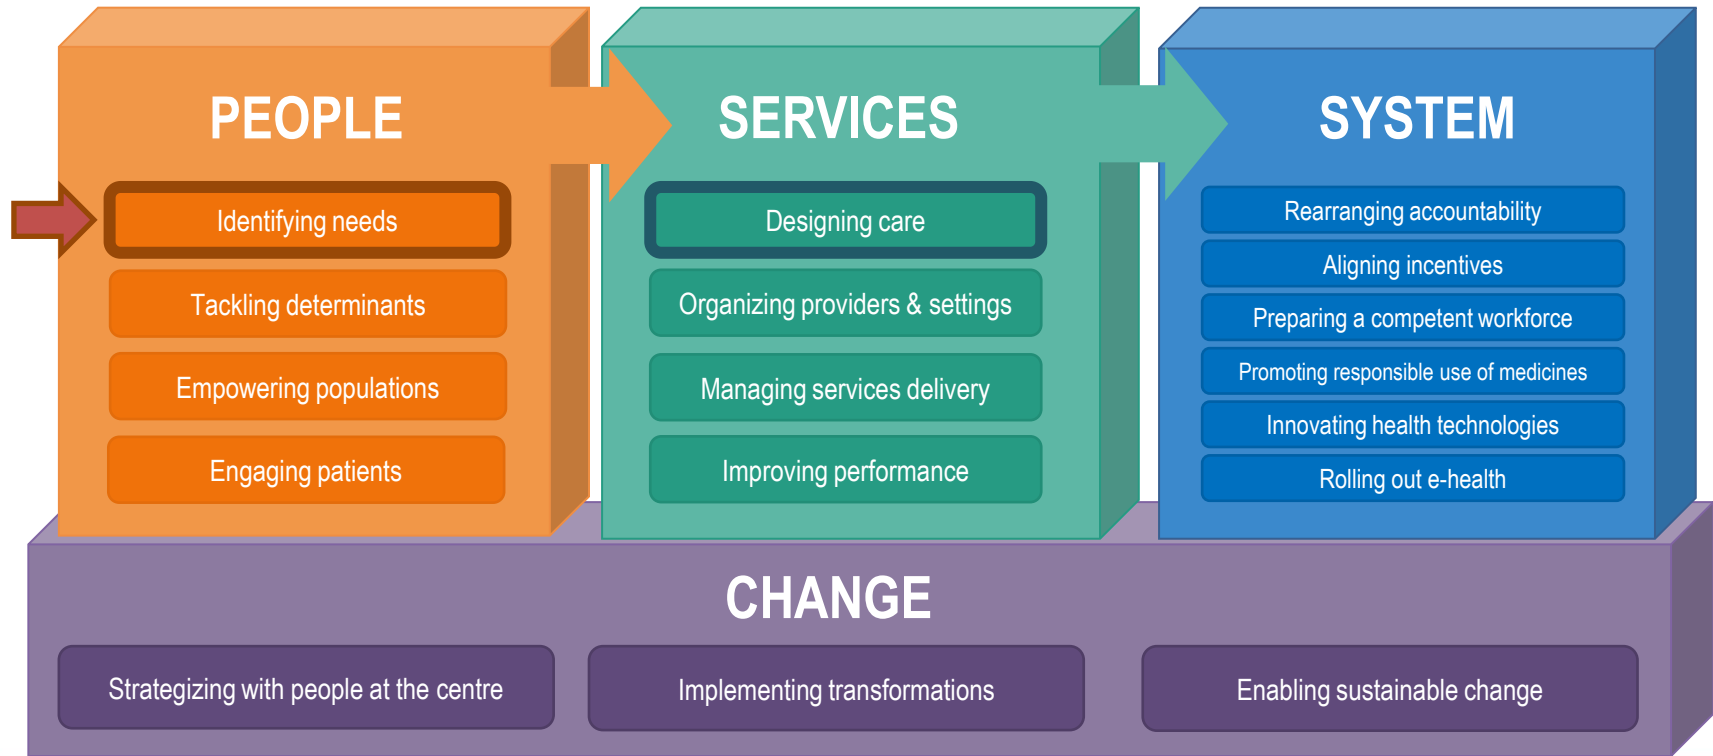 PEOPLE
Identifying needs
Tackling determinants
Empowering populations
Engaging patients
SERVICES
Designing care
Organizing providers & settings
Managing services delivery
Improving performance
SYSTEM
Rearranging accountability
Aligning incentives
Preparing a competent workforce
Promoting responsible use of medicines
Innovating health technologies
Rolling out e-health
CHANGE
Strategizing with people at the centre
Implementing transformations
Enabling sustainable change